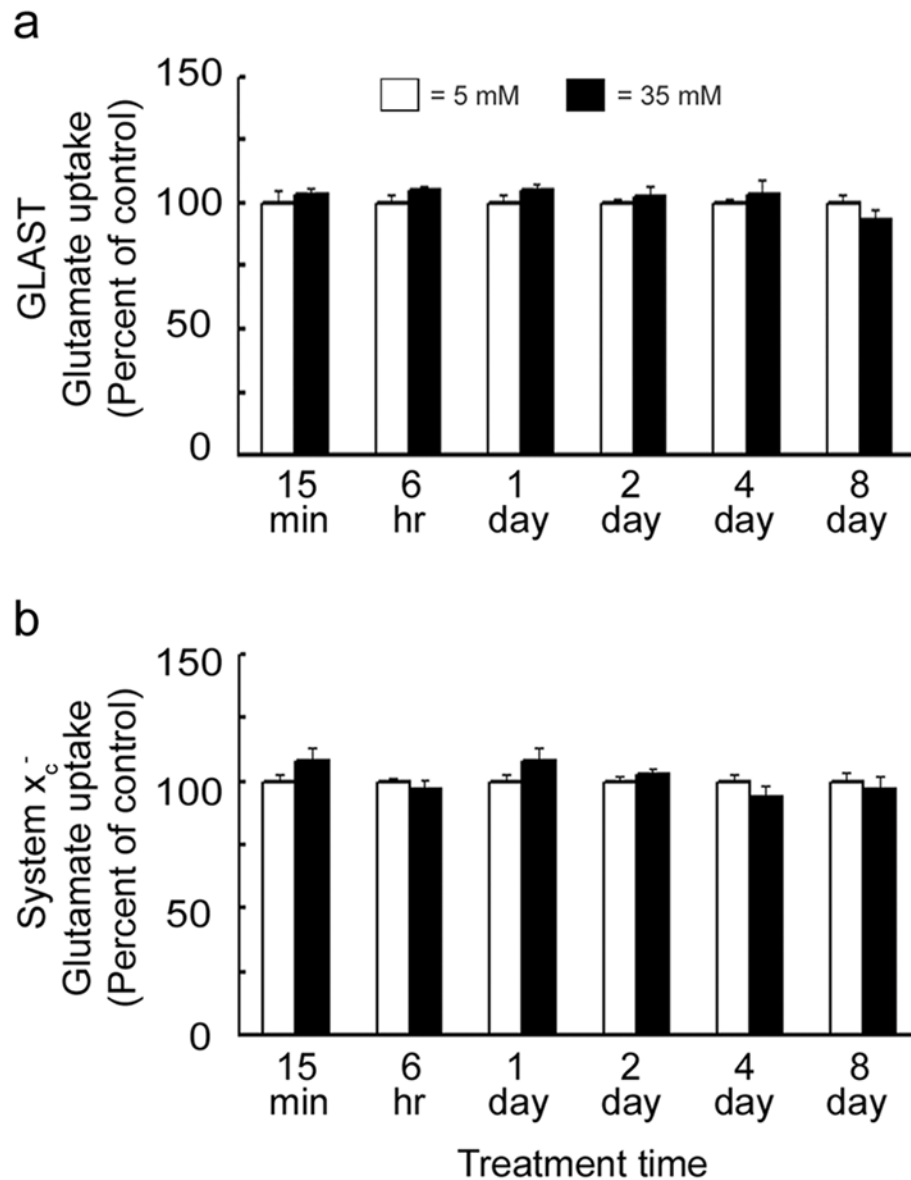 a
150
= 5 mM = 35 mM
100
50
0
GLAST
Glutamate uptake
(Percent of control)
15 6 1 2 4 8
min hr day day day day
b
150
100
50
0
System x_c^-
Glutamate uptake
(Percent of control)
15 6 1 2 4 8
min hr day day day day
Treatment time